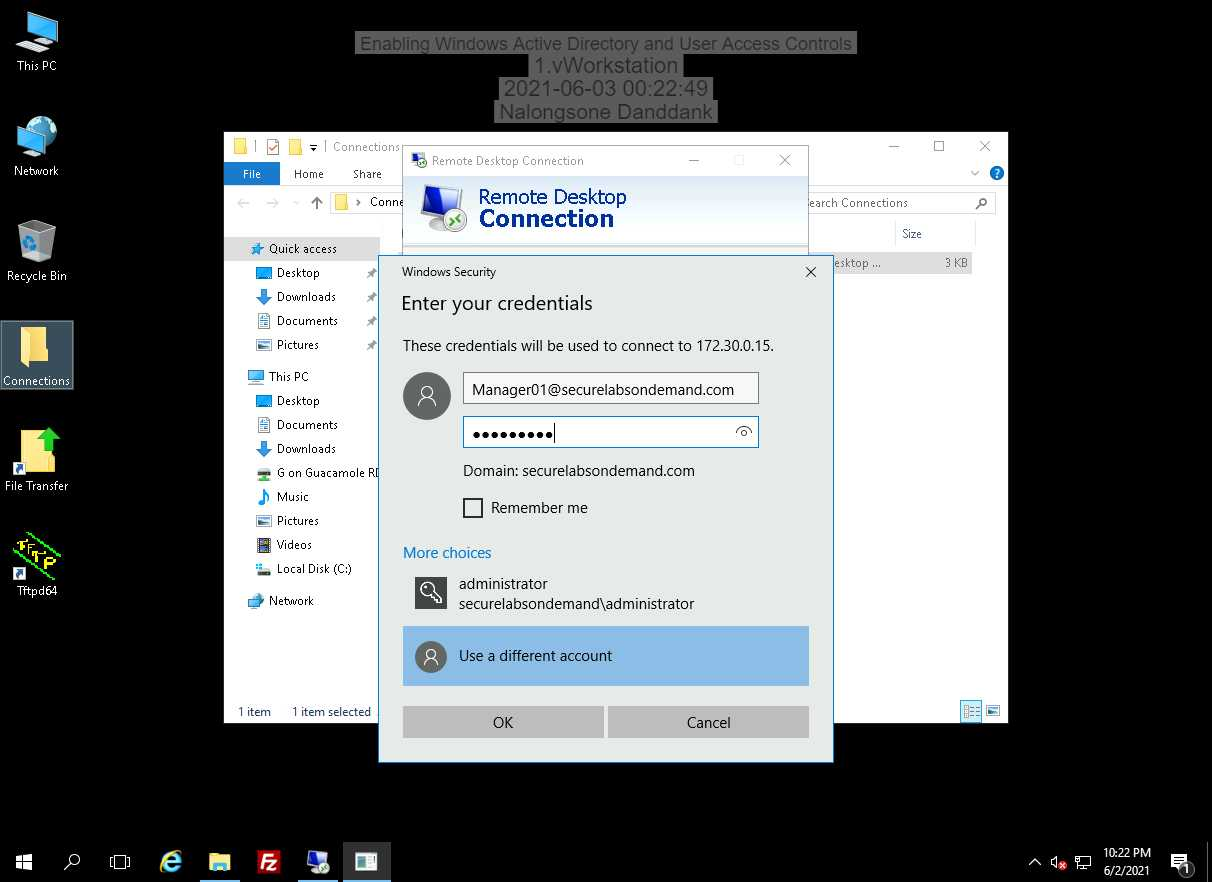 Enabling Windows Active Directory and User Access Controls
1.vWorkstation
2021-06-03 00:22:49
Nalongsone Danddank
This PC
Network
Recycle Bin
Connections
File Transfer
TFTP
Tftpd64
Connections
File
Home
Share
Search Connections
Size
3 KB
Quick access
Desktop
Downloads
Documents
Pictures
This PC
Desktop
Documents
Downloads
G on Guacamole RD
Music
Pictures
Videos
Local Disk (C:)
Network
1 item
1 item selected
Remote Desktop Connection
Remote Desktop
Connection
Windows Security
Enter your credentials
These credentials will be used to connect to 172.30.0.15.
Manager01@securelabsondemand.com
●●●●●●●●●
Domain: securelabsondemand.com
Remember me
More choices
administrator
securelabsondemand\administrator
Use a different account
OK
Cancel
10:22 PM
6/2/2021
1